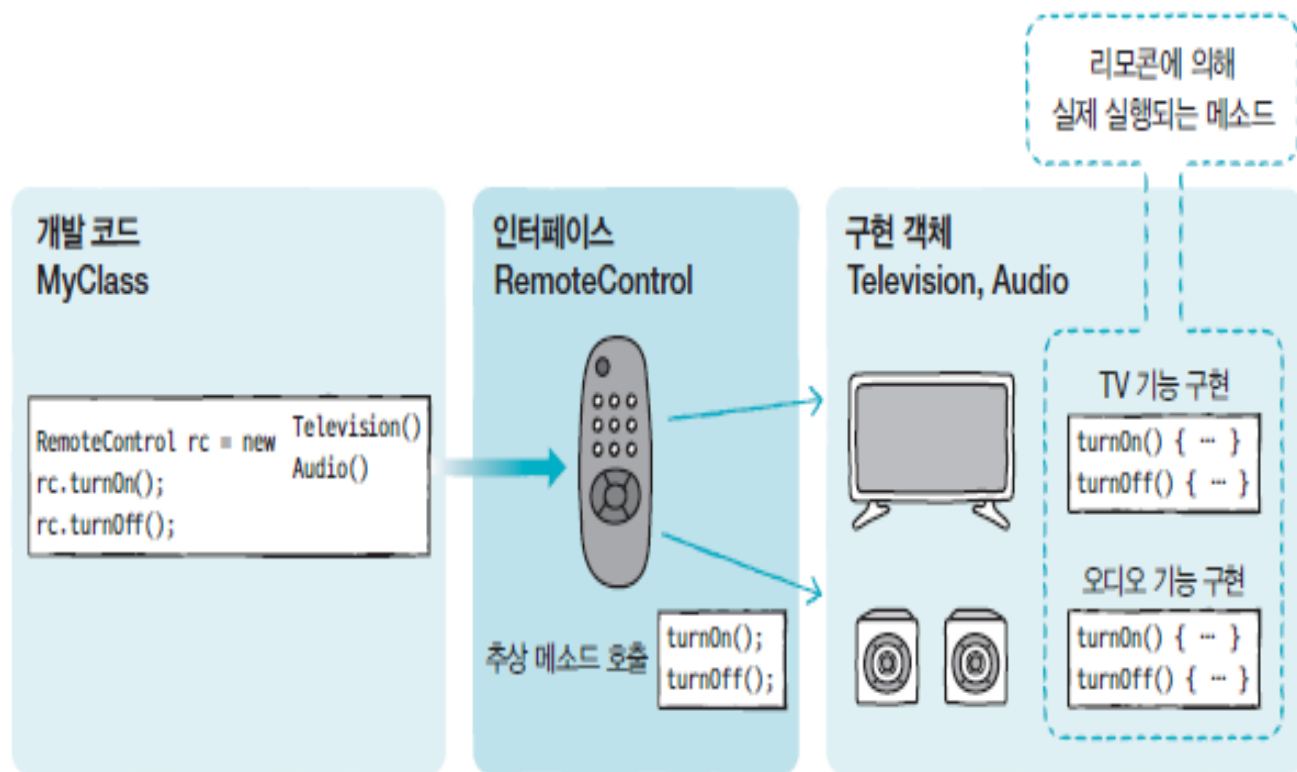 리모콘에 의해
실제 실행되는 메소드
개발 코드
MyClass
RemoteControl rc = new Television()
Audio()
rc.turnOn();
rc.turnOff();
인터페이스
RemoteControl
추상 메소드 호출
turnOn();
turnOff();
구현 객체
Television, Audio
TV 기능 구현
turnOn() { ··· }
turnOff() { ··· }
오디오 기능 구현
turnOn() { ··· }
turnOff() { ··· }